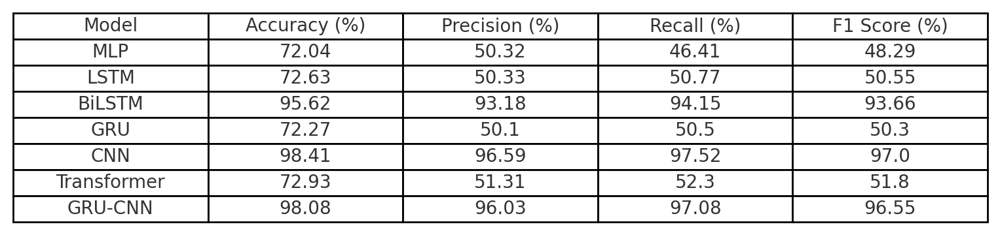 Model Accuracy (%) Precision (%) Recall (%) F1 Score (%)
MLP 72.04 50.32 46.41 48.29
LSTM 72.63 50.33 50.77 50.55
BiLSTM 95.62 93.18 94.15 93.66
GRU 72.27 50.1 50.5 50.3
CNN 98.41 96.59 97.52 97.0
Transformer 72.93 51.31 52.3 51.8
GRU-CNN 98.08 96.03 97.08 96.55